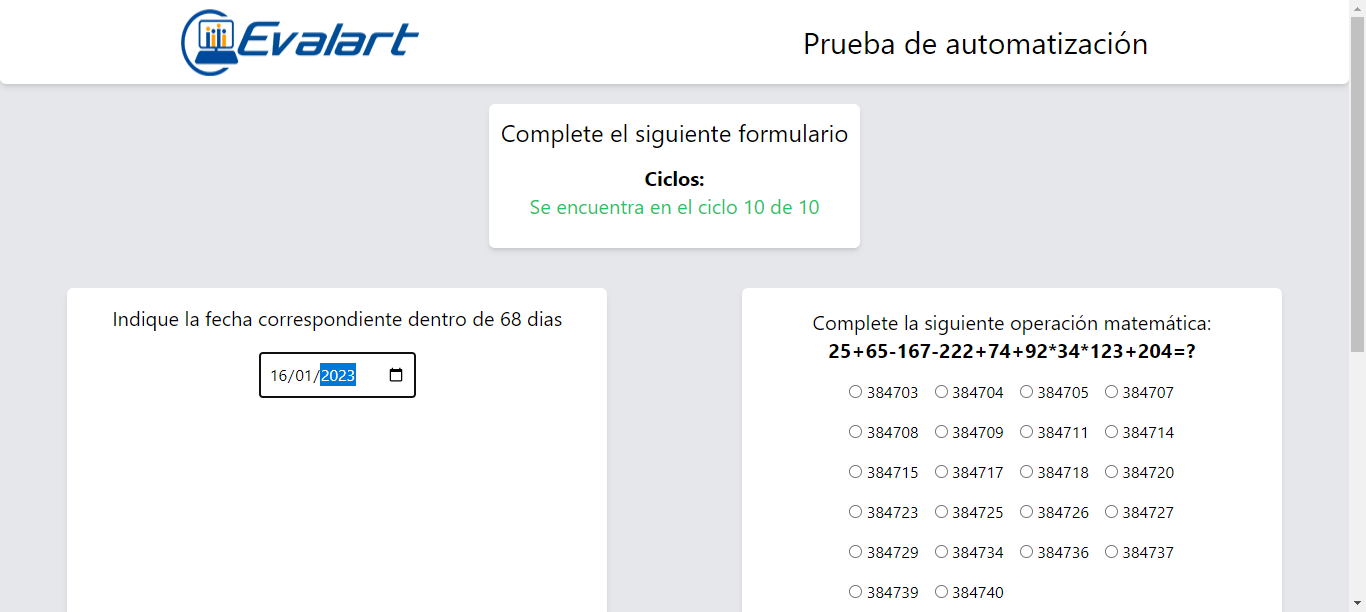 Evalart
Prueba de automatización
Complete el siguiente formulario
Ciclos:
Se encuentra en el ciclo 10 de 10
Indique la fecha correspondiente dentro de 68 dias
16/01/2023
Complete la siguiente operación matemática:
25+65-167-222+74+92*34*123+204=?
384703 384704 384705 384707
384708 384709 384711 384714
384715 384717 384718 384720
384723 384725 384726 384727
384729 384734 384736 384737
384739 384740